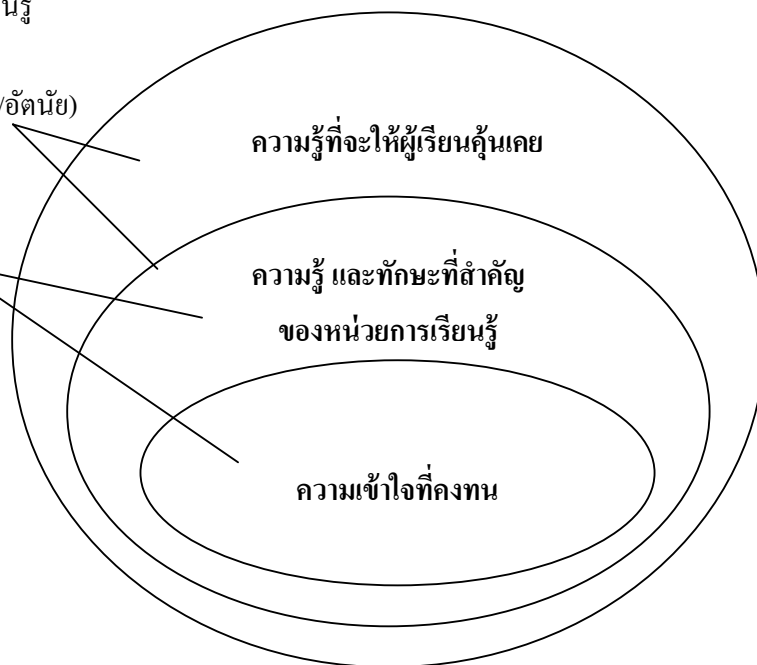 นรู้
/อัตนัย)
ความรู้ที่จะให้ผู้เรียนคุ้นเคย
ความรู้ และทักษะที่สำคัญ
ของหน่วยการเรียนรู้
ความเข้าใจที่คงทน